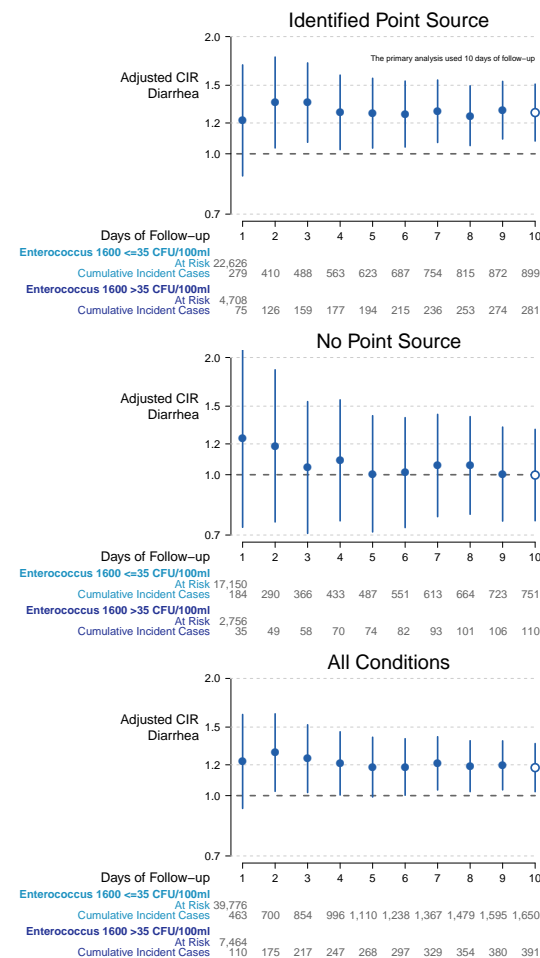 Identified Point Source
2.0
The primary analysis used 10 days of follow−up
Adjusted CIR
Diarrhea
1.5
1.2
1.0
0.7
Days of Follow−up 1 2 3 4 5 6 7 8 9 10
Enterococcus 1600 <=35 CFU/100ml
At Risk 22,626
Cumulative Incident Cases 279 410 488 563 623 687 754 815 872 899
Enterococcus 1600 >35 CFU/100ml
At Risk 4,708
Cumulative Incident Cases 75 126 159 177 194 215 236 253 274 281
No Point Source
2.0
Adjusted CIR
Diarrhea
1.5
1.2
1.0
0.7
Days of Follow−up 1 2 3 4 5 6 7 8 9 10
Enterococcus 1600 <=35 CFU/100ml
At Risk 17,150
Cumulative Incident Cases 184 290 366 433 487 551 613 664 723 751
Enterococcus 1600 >35 CFU/100ml
At Risk 2,756
Cumulative Incident Cases 35 49 58 70 74 82 93 101 106 110
All Conditions
2.0
Adjusted CIR
Diarrhea
1.5
1.2
1.0
0.7
Days of Follow−up 1 2 3 4 5 6 7 8 9 10
Enterococcus 1600 <=35 CFU/100ml
At Risk 39,776
Cumulative Incident Cases 463 700 854 996 1,110 1,238 1,367 1,479 1,595 1,650
Enterococcus 1600 >35 CFU/100ml
At Risk 7,464
Cumulative Incident Cases 110 175 217 247 268 297 329 354 380 391